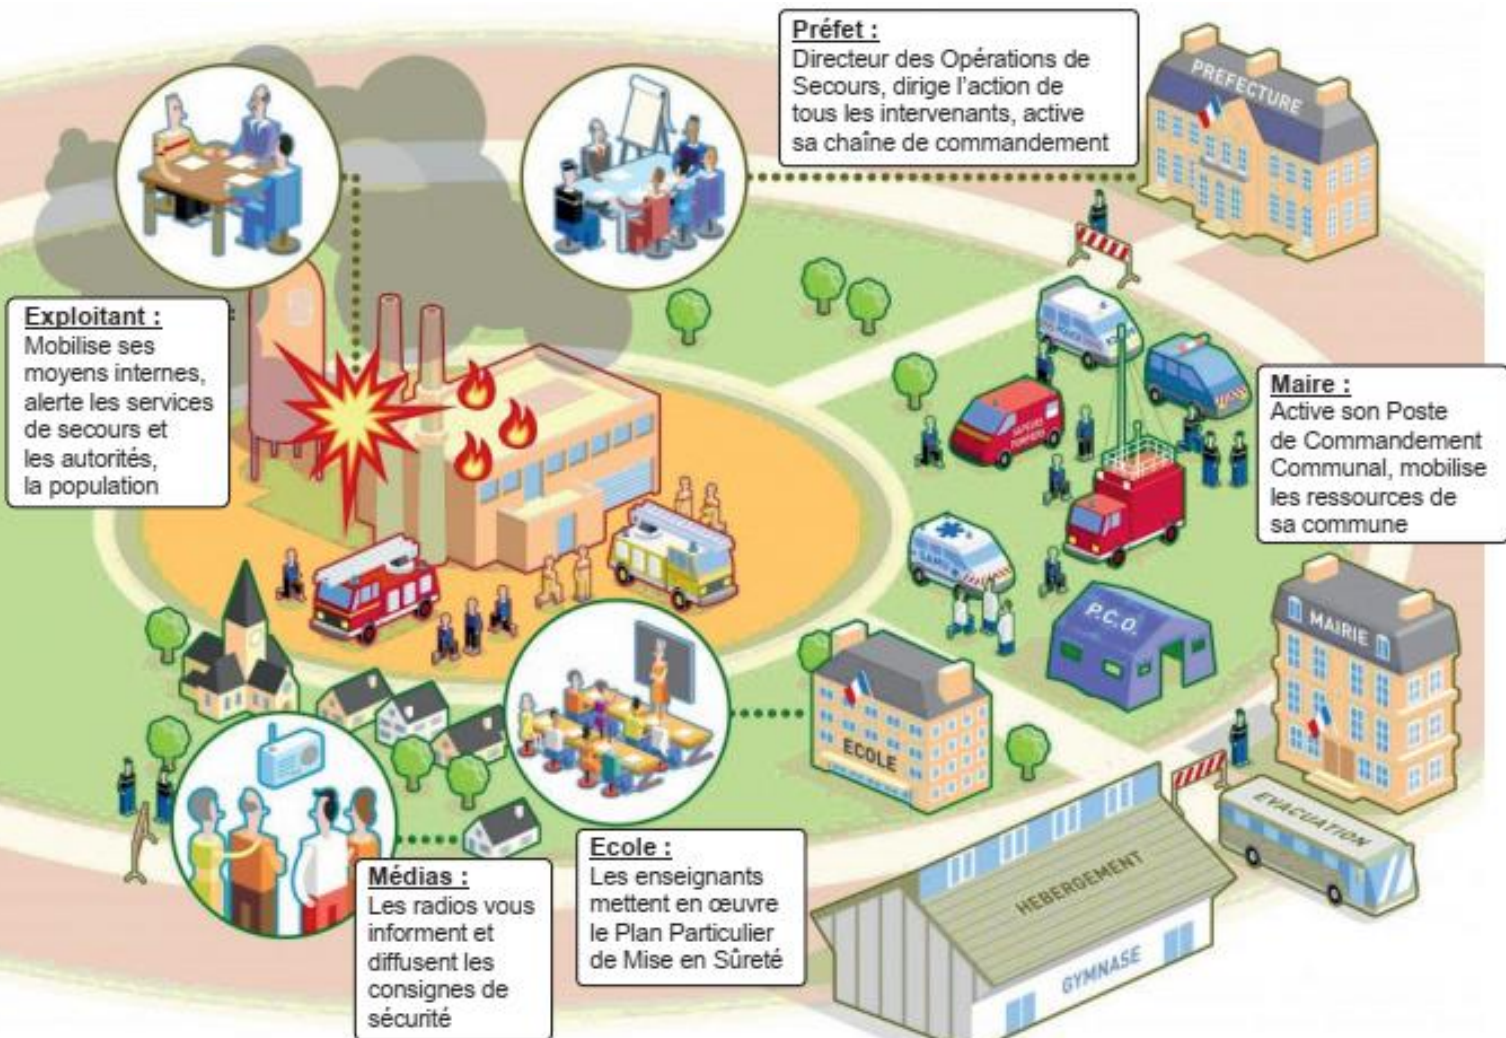 Préfet :
Directeur des Opérations de
Secours, dirige l'action de
tous les intervenants, active
sa chaîne de commandement
PREFECTURE
Exploitant :
Mobilise ses
moyens internes,
alerte les services
de secours et
les autorités,
la population
Maire :
Active son Poste
de Commandement
Communal, mobilise
les ressources de
sa commune
SAPEURS
POMPIERS
SAMU
P.C.O.
MAIRIE
ECOLE
EVACUATION
HEBERGEMENT
GYMNASE
Médias :
Les radios vous
informent et
diffusent les
consignes de
sécurité
Ecole :
Les enseignants
mettent en œuvre
le Plan Particulier
de Mise en Sûreté